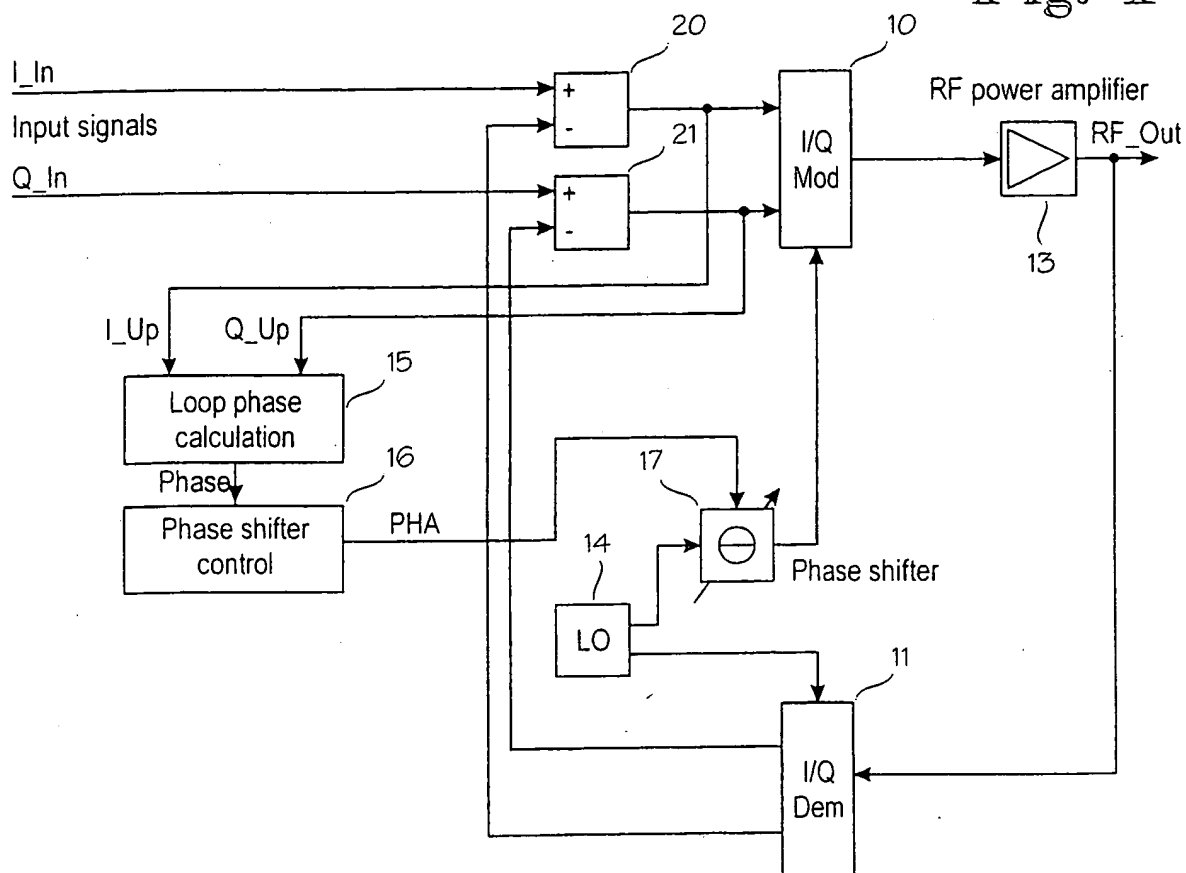 20
10
I_In
RF power amplifier
+
Input signals
-
I/Q
Mod
RF_Out
21
Q_In
+
-
13
I_Up
Q_Up
15
Loop phase
calculation
16
Phase
17
Phase shifter
control
PHA
14
Phase shifter
LO
11
I/Q
Dem